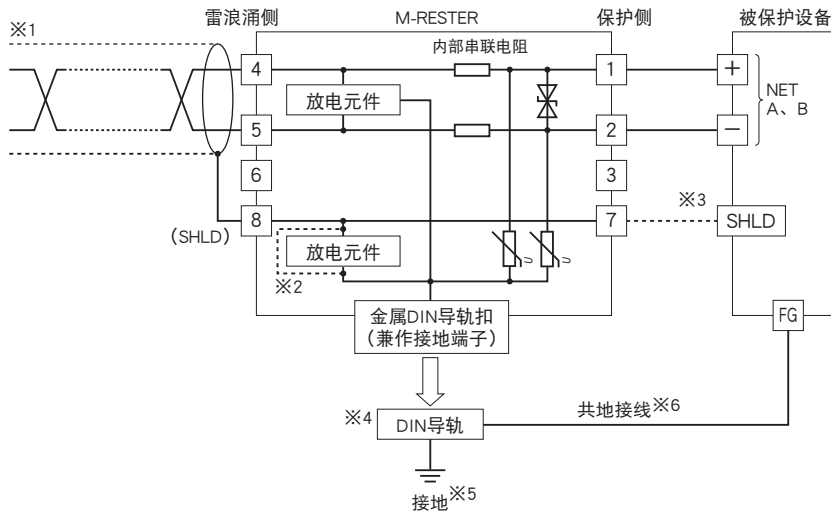 ※1
雷浪涌侧
M-RESTER
保护侧
被保护设备
内部串联电阻
4
1
+
放电元件
NET
A、B
5
2
−
6
3
※3
8
7
SHLD
(SHLD)
放电元件
※2
金属DIN导轨扣
(兼作接地端子)
FG
※4
DIN导轨
共地接线※6
接地※5